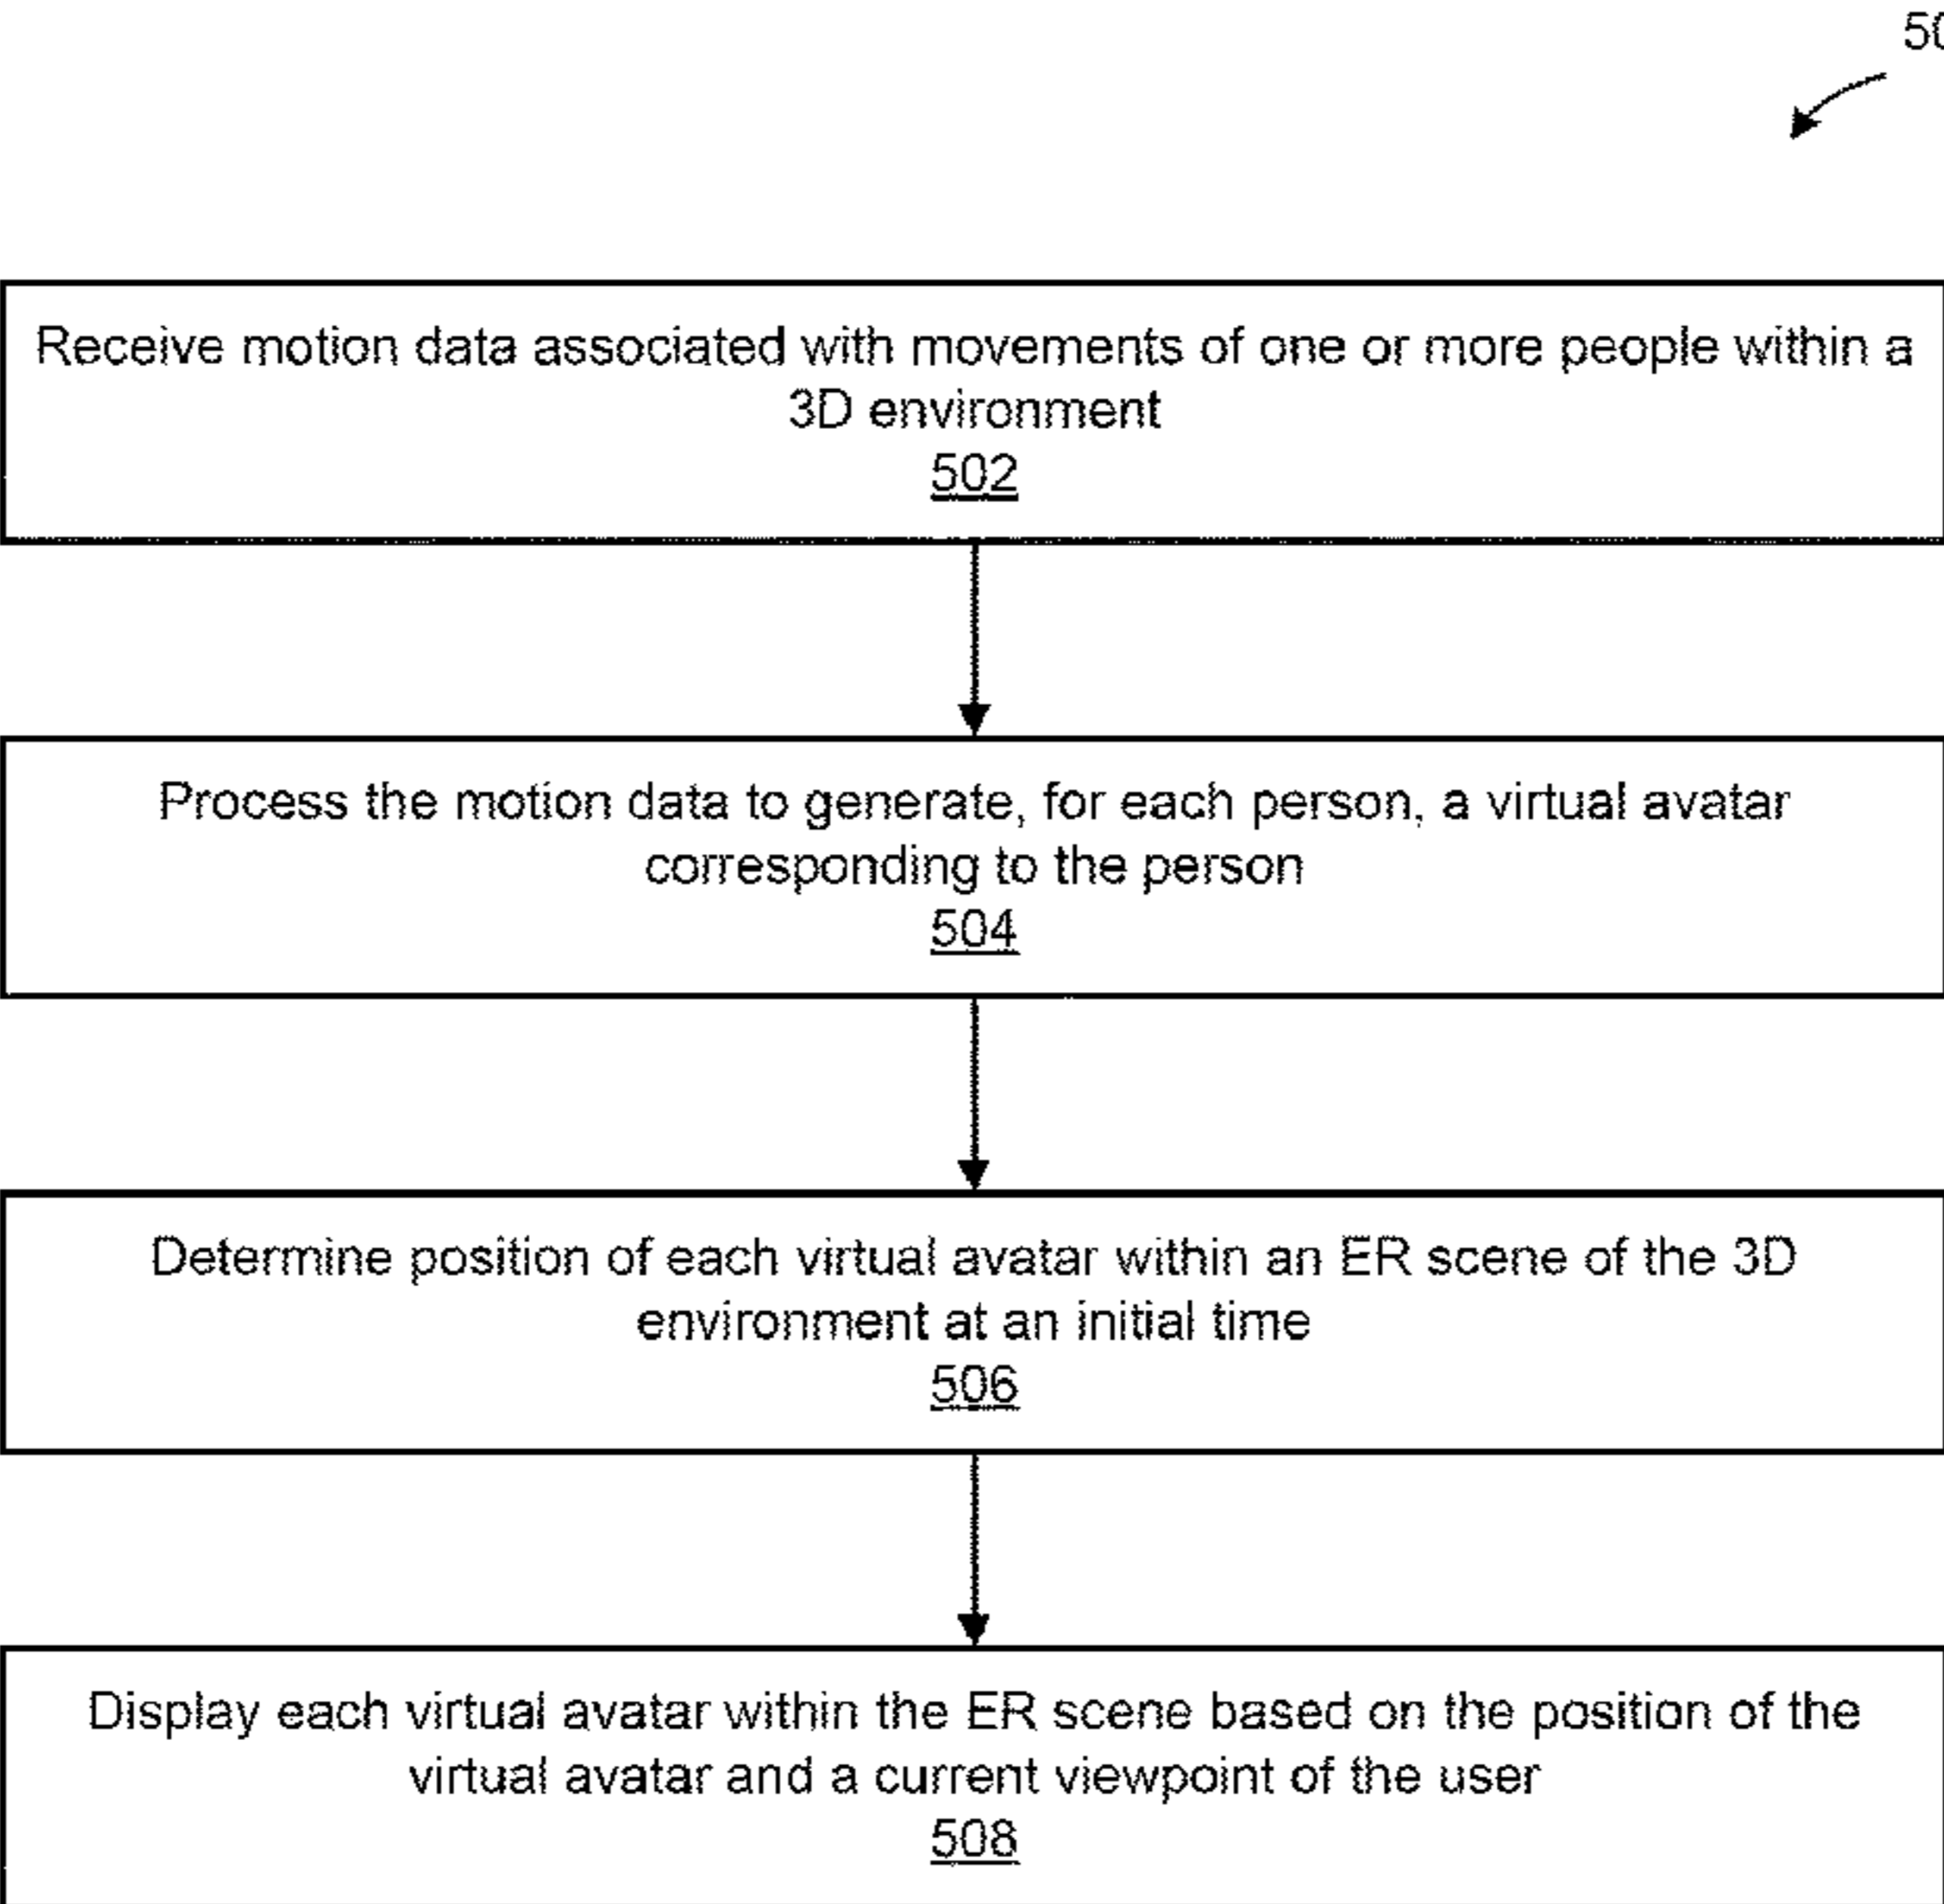 Receive motion data associated with movements of one or more people within a
3D environment
502
Process the motion data to generate, for each person, a virtual avatar
corresponding to the person
504
Determine position of each virtual avatar within an ER scene of the 3D
environment at an initial time
506
Display each virtual avatar within the ER scene based on the position of the
virtual avatar and a current viewpoint of the user
508